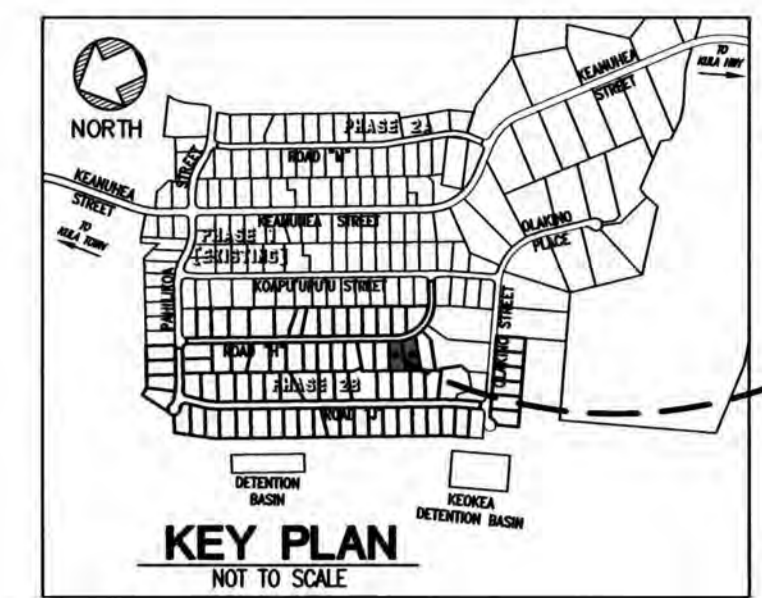 NORTH
TO
KULA HWY
KEANUHEA
STREET
PHASE 2A
ROAD "M"
STREET
KEANUHEA
STREET
TO
KULA TOWN
KEANUHEA STREET
OLAKINO
PLACE
PHASE 1
(EXISTING)
PAHILIKOA
KOAPU'UPU'U STREET
OLAKINO STREET
ROAD "H"
PHASE 2B
ROAD "J"
DETENTION
BASIN
KEOKEA
DETENTION BASIN
KEY PLAN
NOT TO SCALE